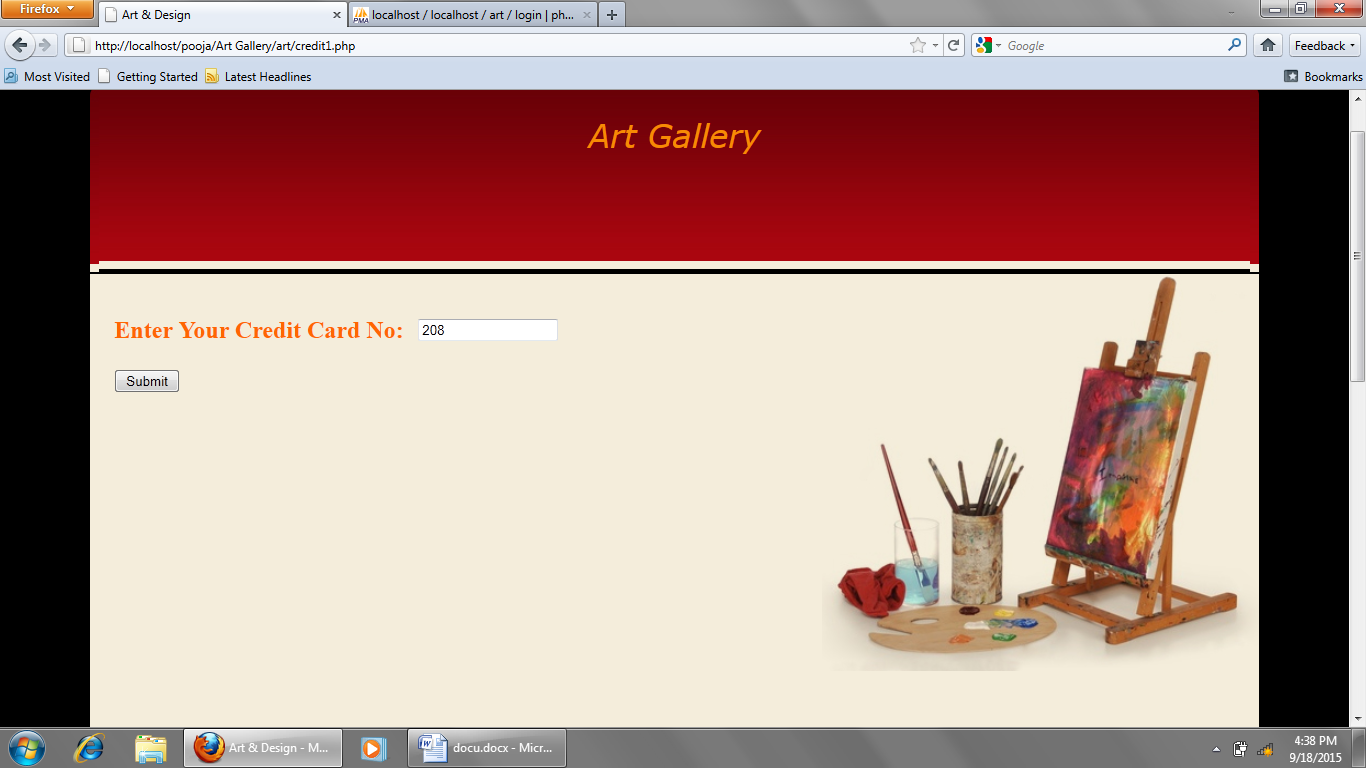 Firefox
Art & Design
localhost / localhost / art / login | ph...
http://localhost/pooja/Art Gallery/art/credit1.php
Google
Feedback
Most Visited
Getting Started
Latest Headlines
Bookmarks
Art Gallery
Enter Your Credit Card No:
208
Submit
Imagine
Art & Design - M...
docu.docx - Micr...
4:38 PM
9/18/2015